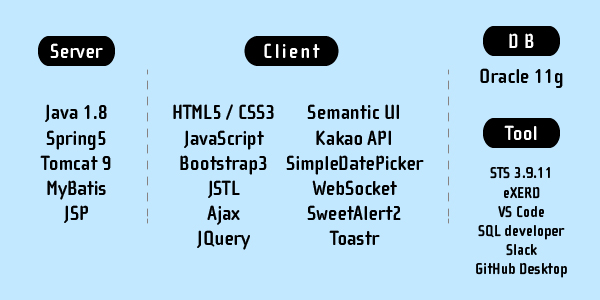 Server
Java 1.8
Spring5
Tomcat 9
MyBatis
JSP
Client
HTML5 / CSS3
JavaScript
Bootstrap3
JSTL
Ajax
JQuery
Semantic UI
Kakao API
SimpleDatePicker
WebSocket
SweetAlert2
Toastr
DB
Oracle 11g
Tool
STS 3.9.11
eXERD
VS Code
SQL developer
Slack
GitHub Desktop